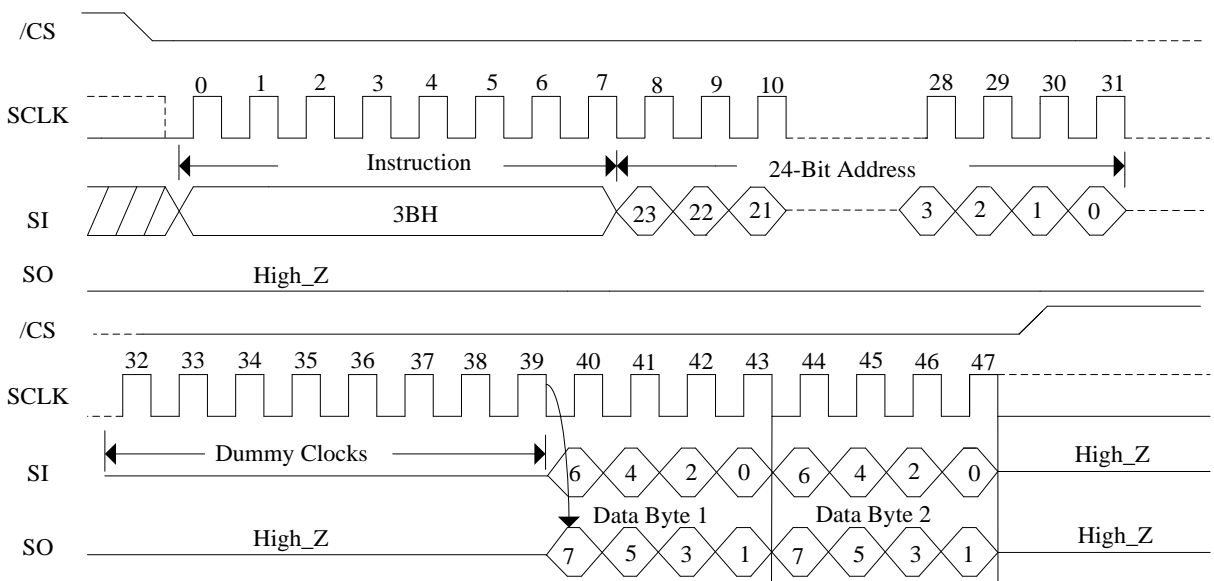 /CS
0 1 2 3 4 5 6 7 8 9 10 28 29 30 31
SCLK
Instruction 24-Bit Address
SI 3BH 23 22 21 3 2 1 0
SO High_Z
/CS
32 33 34 35 36 37 38 39 40 41 42 43 44 45 46 47
SCLK
Dummy Clocks
SI 6 4 2 0 6 4 2 0 High_Z
Data Byte 1 Data Byte 2
SO High_Z 7 5 3 1 7 5 3 1 High_Z